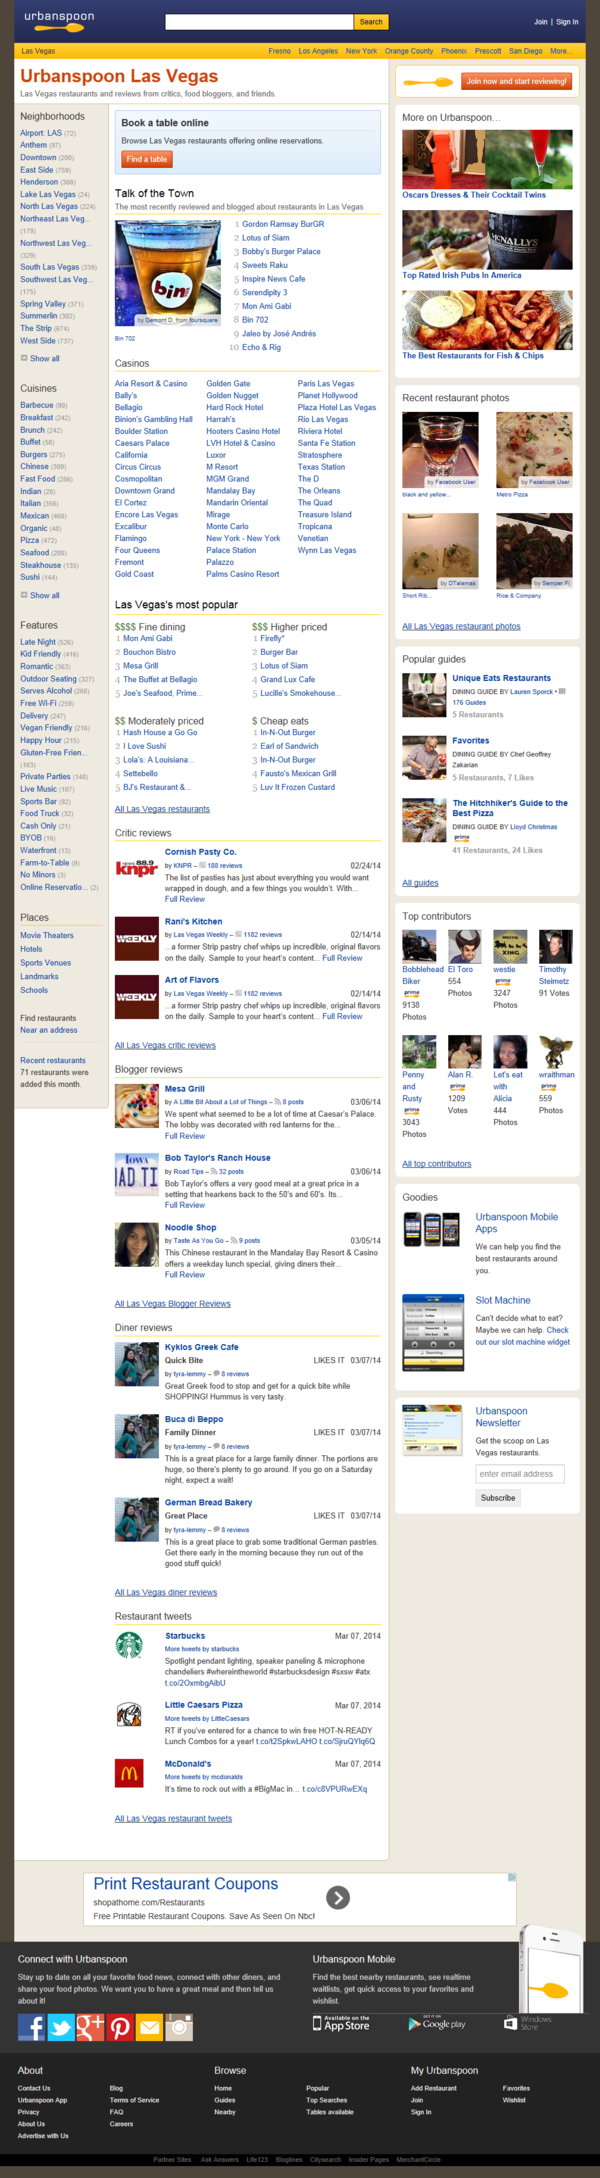 urbanspoon
Search
Join | Sign In
Las Vegas
Fresno Los Angeles New York Orange County Phoenix Prescott San Diego More...
Urbanspoon Las Vegas
Las Vegas restaurants and reviews from critics, food bloggers, and friends.
Join now and start reviewing!
Neighborhoods
Airport: LAS (72)
Anthem (97)
Downtown (208)
East Side (759)
Henderson (368)
Lake Las Vegas (24)
North Las Vegas (224)
Northeast Las Veg...
(179)
Northwest Las Veg...
(329)
South Las Vegas (339)
Southwest Las Veg...
(175)
Spring Valley (371)
Summerlin (382)
The Strip (674)
West Side (737)
Show all
Cuisines
Barbecue (90)
Breakfast (242)
Brunch (242)
Buffet (58)
Burgers (275)
Chinese (309)
Fast Food (286)
Indian (28)
Italian (356)
Mexican (468)
Organic (48)
Pizza (472)
Seafood (208)
Steakhouse (135)
Sushi (144)
Show all
Features
Late Night (526)
Kid Friendly (416)
Romantic (363)
Outdoor Seating (327)
Serves Alcohol (260)
Free Wi-Fi (259)
Delivery (247)
Vegan Friendly (216)
Happy Hour (215)
Gluten-Free Frien...
(163)
Private Parties (148)
Live Music (107)
Sports Bar (92)
Food Truck (32)
Cash Only (21)
BYOB (16)
Waterfront (13)
Farm-to-Table (9)
No Minors (3)
Online Reservatio... (2)
Places
Movie Theaters
Hotels
Sports Venues
Landmarks
Schools
Find restaurants
Near an address
Recent restaurants
71 restaurants were
added this month.
Book a table online
Browse Las Vegas restaurants offering online reservations.
Find a table
Talk of the Town
The most recently reviewed and blogged about restaurants in Las Vegas
bin
702
by Demont D. from foursquare
Bin 702
1 Gordon Ramsay BurGR
2 Lotus of Siam
3 Bobby's Burger Palace
4 Sweets Raku
5 Inspire News Cafe
6 Serendipity 3
7 Mon Ami Gabi
8 Bin 702
9 Jaleo by José Andrés
10 Echo & Rig
Casinos
Aria Resort & Casino
Bally's
Bellagio
Binion's Gambling Hall
Boulder Station
Caesars Palace
California
Circus Circus
Cosmopolitan
Downtown Grand
El Cortez
Encore Las Vegas
Excalibur
Flamingo
Four Queens
Fremont
Gold Coast
Golden Gate
Golden Nugget
Hard Rock Hotel
Harrah's
Hooters Casino Hotel
LVH Hotel & Casino
Luxor
M Resort
MGM Grand
Mandalay Bay
Mandarin Oriental
Mirage
Monte Carlo
New York - New York
Palace Station
Palazzo
Palms Casino Resort
Paris Las Vegas
Planet Hollywood
Plaza Hotel Las Vegas
Rio Las Vegas
Riviera Hotel
Santa Fe Station
Stratosphere
Texas Station
The D
The Orleans
The Quad
Treasure Island
Tropicana
Venetian
Wynn Las Vegas
Las Vegas's most popular
$$$$ Fine dining
1 Mon Ami Gabi
2 Bouchon Bistro
3 Mesa Grill
4 The Buffet at Bellagio
5 Joe's Seafood, Prime...
$$$ Higher priced
1 Firefly*
2 Burger Bar
3 Lotus of Siam
4 Grand Lux Cafe
5 Lucille's Smokehouse...
$$ Moderately priced
1 Hash House a Go Go
2 I Love Sushi
3 Lola's: A Louisiana...
4 Settebello
5 BJ's Restaurant &...
$ Cheap eats
1 In-N-Out Burger
2 Earl of Sandwich
3 In-N-Out Burger
4 Fausto's Mexican Grill
5 Luv It Frozen Custard
All Las Vegas restaurants
Critic reviews
NEWS 88.9
knpr
Cornish Pasty Co.
by KNPR – 188 reviews 02/24/14
The list of pasties has just about everything you would want
wrapped in dough, and a few things you wouldn't. With...
Full Review
WEEKLY
Rani's Kitchen
by Las Vegas Weekly – 1182 reviews 02/14/14
...a former Strip pastry chef whips up incredible, original flavors
on the daily. Sample to your heart's content... Full Review
WEEKLY
Art of Flavors
by Las Vegas Weekly – 1182 reviews 02/14/14
...a former Strip pastry chef whips up incredible, original flavors
on the daily. Sample to your heart's content... Full Review
All Las Vegas critic reviews
Blogger reviews
Mesa Grill
by A Little Bit About a Lot of Things – 8 posts 03/06/14
We spent what seemed to be a lot of time at Caesar's Palace.
The lobby was decorated with red lanterns for the...
Full Review
IOWA
OAD TI
Bob Taylor's Ranch House
by Road Tips – 32 posts 03/06/14
Bob Taylor's offers a very good meal at a great price in a
setting that hearkens back to the 50's and 60's. Its...
Full Review
Noodle Shop
by Taste As You Go – 9 posts 03/05/14
This Chinese restaurant in the Mandalay Bay Resort & Casino
offers a weekday lunch special, giving diners their...
Full Review
All Las Vegas Blogger Reviews
Diner reviews
Kyklos Greek Cafe
Quick Bite LIKES IT 03/07/14
by tyra-lemmy – 8 reviews
Great Greek food to stop and get for a quick bite while
SHOPPING! Hummus is very tasty.
Buca di Beppo
Family Dinner LIKES IT 03/07/14
by tyra-lemmy – 8 reviews
This is a great place for a large family dinner. The portions are
huge, so there's plenty to go around. If you go on a Saturday
night, expect a wait!
German Bread Bakery
Great Place LIKES IT 03/07/14
by tyra-lemmy – 8 reviews
This is a great place to grab some traditional German pastries.
Get there early in the morning because they run out of the
good stuff quick!
All Las Vegas diner reviews
Restaurant tweets
Starbucks Mar 07, 2014
More tweets by starbucks
Spotlight pendant lighting, speaker paneling & microphone
chandeliers #whereintheworld #starbucksdesign #sxsw #atx
t.co/2OxmbgAibU
Little Caesars Pizza Mar 07, 2014
More tweets by LittleCaesars
RT if you've entered for a chance to win free HOT-N-READY
Lunch Combos for a year! t.co/t2SpkwLAHO t.co/SjruQYlq6Q
McDonald's Mar 07, 2014
More tweets by mcdonalds
It's time to rock out with a #BigMac in... t.co/c8VPURwEXq
All Las Vegas restaurant tweets
More on Urbanspoon...
Oscars Dresses & Their Cocktail Twins
McNALLY'S
Top Rated Irish Pubs In America
The Best Restaurants for Fish & Chips
Recent restaurant photos
by Facebook User
black and yellow...
by Facebook User
Metro Pizza
by DTalamas
Short Rib...
by Semper Fi
Rice & Company
All Las Vegas restaurant photos
Popular guides
Unique Eats Restaurants
DINING GUIDE BY Lauren Sporck •
176 Guides
5 Restaurants
Favorites
DINING GUIDE BY Chef Geoffrey
Zakarian
5 Restaurants, 7 Likes
The Hitchhiker's Guide to the
Best Pizza
DINING GUIDE BY Lloyd Christmas
prime
41 Restaurants, 24 Likes
All guides
Top contributors
Bobblehead
Biker
prime
9138
Photos
El Toro
554
Photos
XING
westie
prime
3247
Photos
Timothy
Steimetz
91 Votes
Penny
and
Rusty
prime
3043
Photos
Alan R.
prime
1209
Votes
Let's eat
with
Alicia
444
Photos
wraithman
prime
559
Photos
All top contributors
Goodies
Urbanspoon Mobile
Apps
We can help you find the
best restaurants around
you.
Slot Machine
Can't decide what to eat?
Maybe we can help. Check
out our slot machine widget
Urbanspoon
Newsletter
Get the scoop on Las
Vegas restaurants.
enter email address
Subscribe
Print Restaurant Coupons
shopathome.com/Restaurants
Free Printable Restaurant Coupons. Save As Seen On Nbc!
Connect with Urbanspoon
Stay up to date on all your favorite food news, connect with other diners, and
share your food photos. We want you to have a great meal and then tell us
about it!
Urbanspoon Mobile
Find the best nearby restaurants, see realtime
waitlists, get quick access to your favorites and
wishlist.
Available on the
App Store
GET IT ON
Google play
Windows
Store
About
Contact Us
Urbanspoon App
Privacy
About Us
Advertise with Us
Blog
Terms of Service
FAQ
Careers
Browse
Home
Guides
Nearby
Popular
Top Searches
Tables available
My Urbanspoon
Add Restaurant
Join
Sign In
Favorites
Wishlist
Partner Sites: Ask Answers Life123 Bloglines Citysearch Insider Pages MerchantCircle